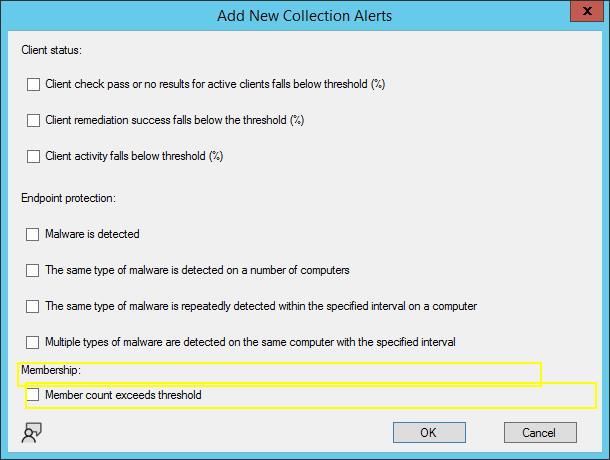 Add New Collection Alerts
x
Client status:
Client check pass or no results for active clients falls below threshold (%)
Client remediation success falls below the threshold (%)
Client activity falls below threshold (%)
Endpoint protection:
Malware is detected
The same type of malware is detected on a number of computers
The same type of malware is repeatedly detected within the specified interval on a computer
Multiple types of malware are detected on the same computer with the specified interval
Membership:
Member count exceeds threshold
OK Cancel